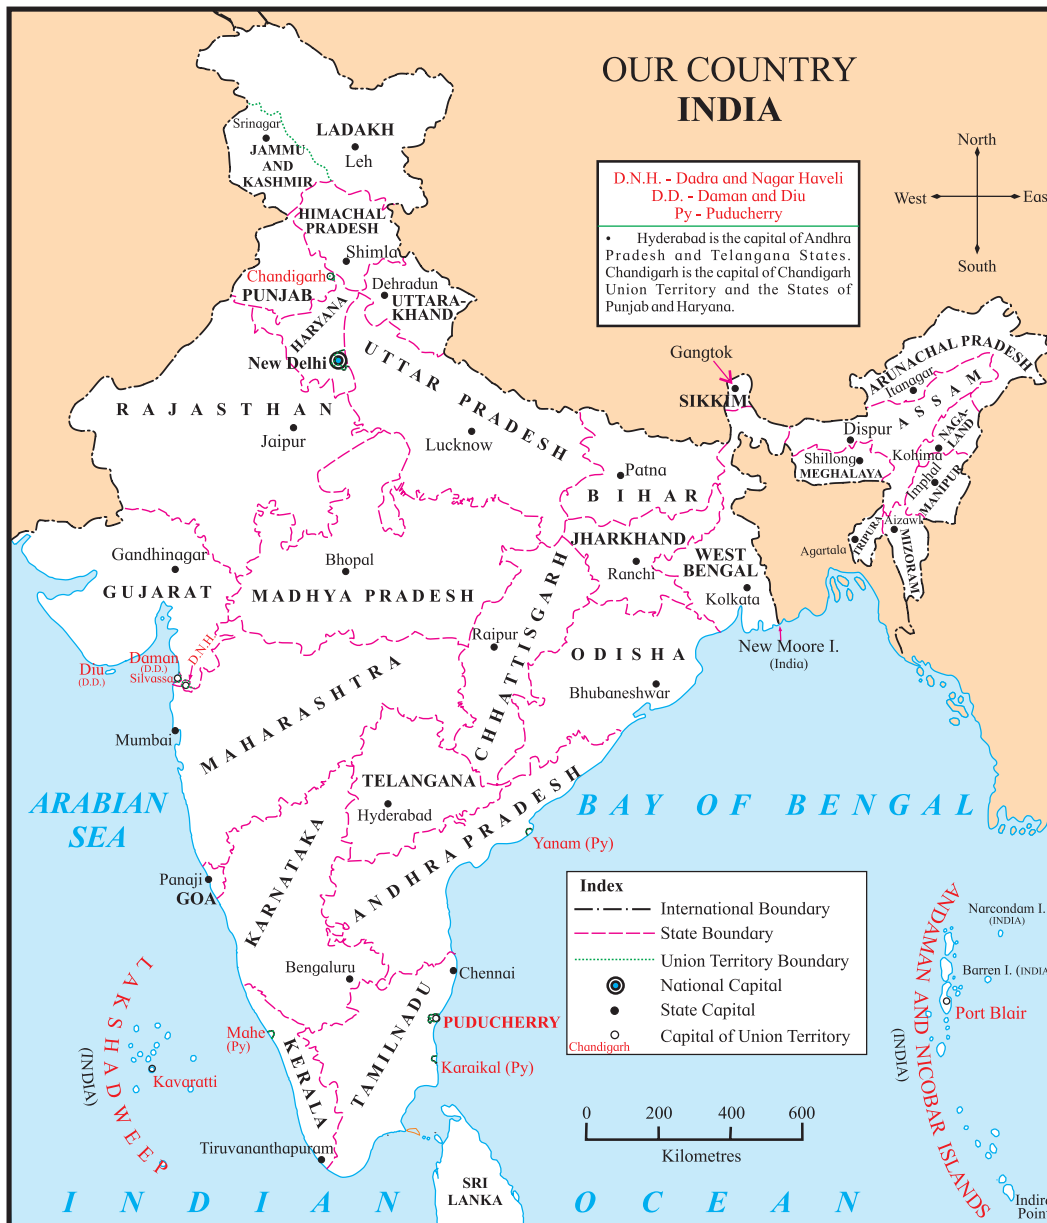 OUR COUNTRY
INDIA
North
West
South
D.N.H. - Dadra and Nagar Haveli
D.D. - Daman and Diu
Py - Puducherry
• Hyderabad is the capital of Andhra
Pradesh and Telangana States.
Chandigarh is the capital of Chandigarh
Union Territory and the States of
Punjab and Haryana.
Srinagar
LADAKH
Leh
JAMMU
AND
KASHMIR
HIMACHAL
PRADESH
Shimla
Chandigarh
PUNJAB
Dehradun
UTTARA-
KHAND
HARYANA
New Delhi
UTTAR PRADESH
RAJASTHAN
Jaipur
Lucknow
Gangtok
SIKKIM
ARUNACHAL PRADESH
Itanagar
ASSAM
Dispur
NAGA-
LAND
Kohima
Shillong
MEGHALAYA
Imphal
MANIPUR
Aizawl
MIZORAM
TRIPURA
Agartala
Patna
BIHAR
JHARKHAND
Ranchi
WEST
BENGAL
Kolkata
New Moore I.
(India)
Gandhinagar
GUJARAT
Bhopal
MADHYA PRADESH
CHHATTISGARH
Raipur
ODISHA
Bhubaneshwar
Diu
(D.D.)
Daman
(D.D.)
Silvassa
D.N.H.
Mumbai
MAHARASHTRA
TELANGANA
Hyderabad
ARABIAN
SEA
BAY OF BENGAL
ANDHRA PRADESH
Yanam (Py)
KARNATAKA
Panaji
GOA
Bengaluru
Chennai
TAMILNADU
PUDUCHERRY
Mahe
(Py)
KERALA
Karaikal (Py)
Tiruvananthapuram
LAKSHADWEEP
(INDIA)
Kavaratti
Index
International Boundary
State Boundary
Union Territory Boundary
National Capital
State Capital
Chandigarh
Capital of Union Territory
0 200 400 600
Kilometres
ANDAMAN AND NICOBAR ISLANDS
(INDIA)
Narcondam I.
(INDIA)
Barren I.
Port Blair
Point
SRI
LANKA
INDIAN OCEAN